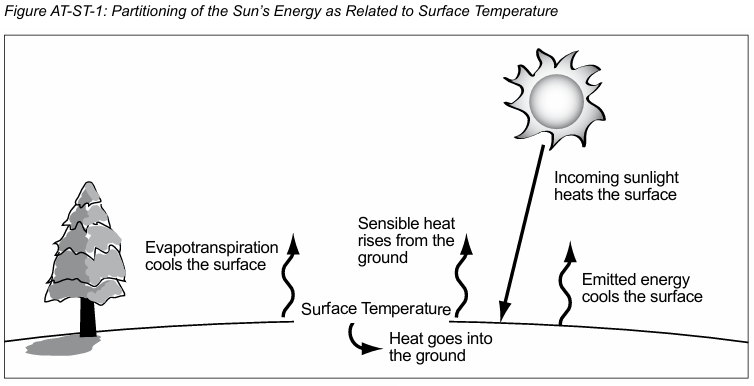 Figure AT-ST-1: Partitioning of the Sun's Energy as Related to Surface Temperature
Incoming sunlight
heats the surface
Sensible heat
rises from the
ground
Evapotranspiration
cools the surface
Emitted energy
cools the surface
Surface Temperature
Heat goes into
the ground